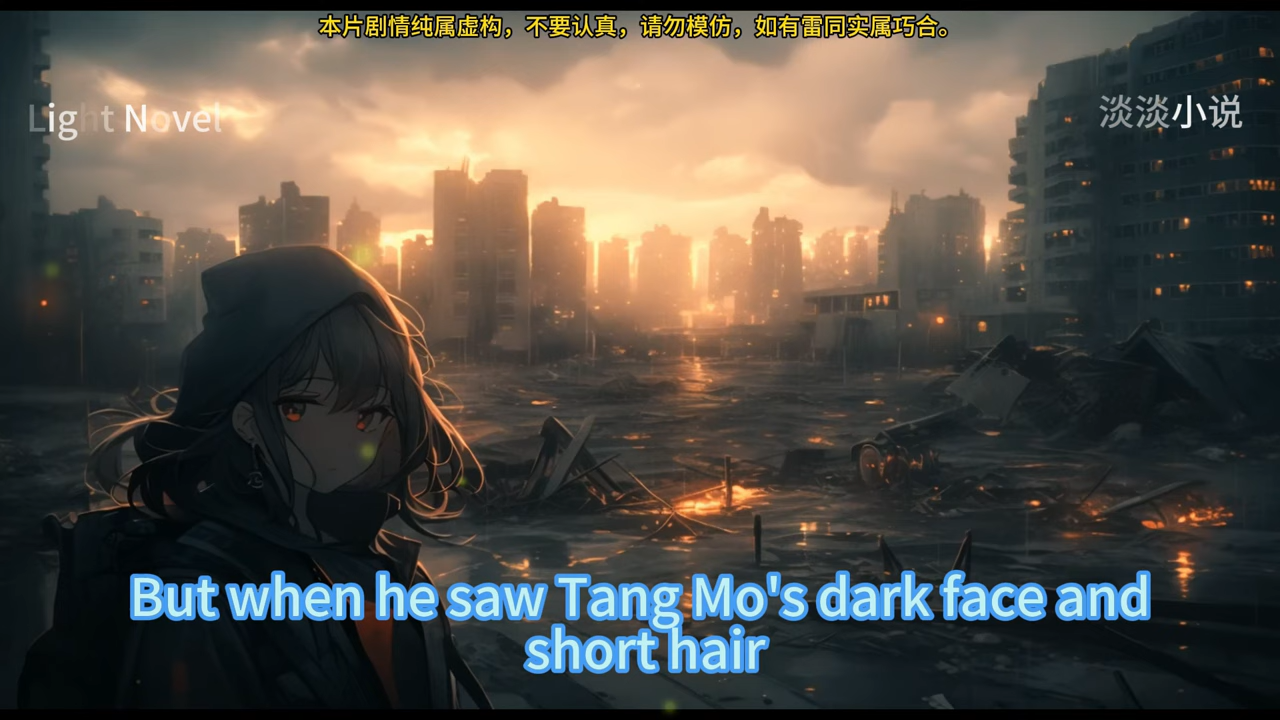 本片剧情纯属虚构，不要认真，请勿模仿，如有雷同实属巧合。
Light Novel
淡淡小说
But when he saw Tang Mo's dark face and
short hair